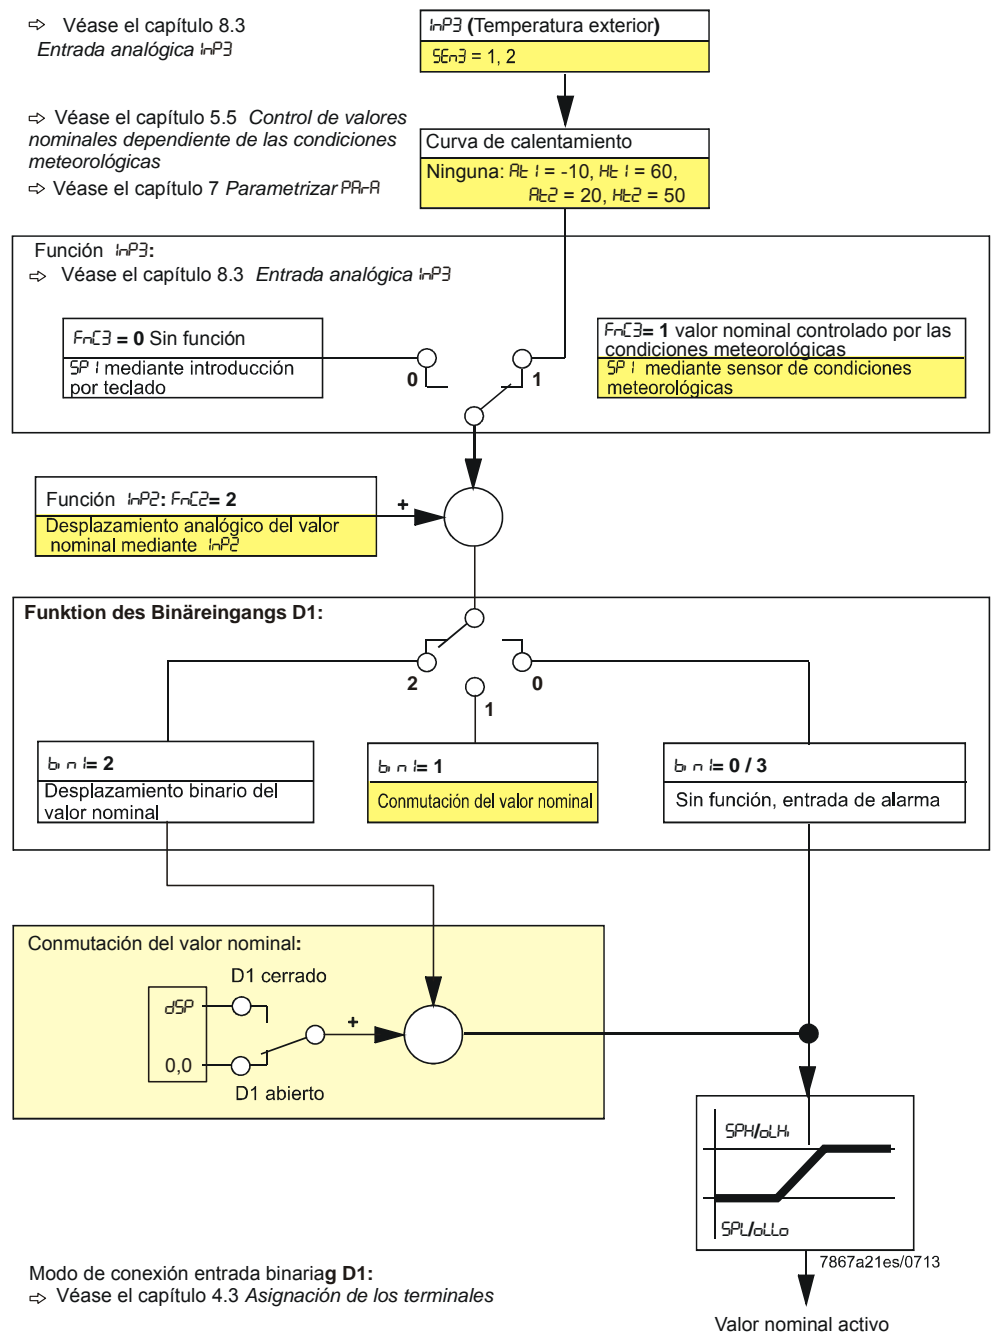 ⇨ Véase el capítulo 8.3
Entrada analógica InP3
InP3 (Temperatura exterior)
SEn3 = 1, 2
⇨ Véase el capítulo 5.5 Control de valores
nominales dependiente de las condiciones
meteorológicas
⇨ Véase el capítulo 7 Parametrizar PArA
Curva de calentamiento
Ninguna: At1 = -10, Ht1 = 60,
At2 = 20, Ht2 = 50
Función InP3:
⇨ Véase el capítulo 8.3 Entrada analógica InP3
FnC3 = 0 Sin función
SP1 mediante introducción
por teclado
0
1
FnC3= 1 valor nominal controlado por las
condiciones meteorológicas
SP1 mediante sensor de condiciones
meteorológicas
Función InP2: FnC2= 2
Desplazamiento analógico del valor
nominal mediante InP2
+
Funktion des Binäreingangs D1:
2
1
0
bin1= 2
Desplazamiento binario del
valor nominal
bin1= 1
Conmutación del valor nominal
bin1= 0 / 3
Sin función, entrada de alarma
Conmutación del valor nominal:
D1 cerrado
dSP
0,0
+
D1 abierto
SPH/oLHi
SPL/oLLo
7867a21es/0713
Modo de conexión entrada binariag D1:
⇨ Véase el capítulo 4.3 Asignación de los terminales
Valor nominal activo